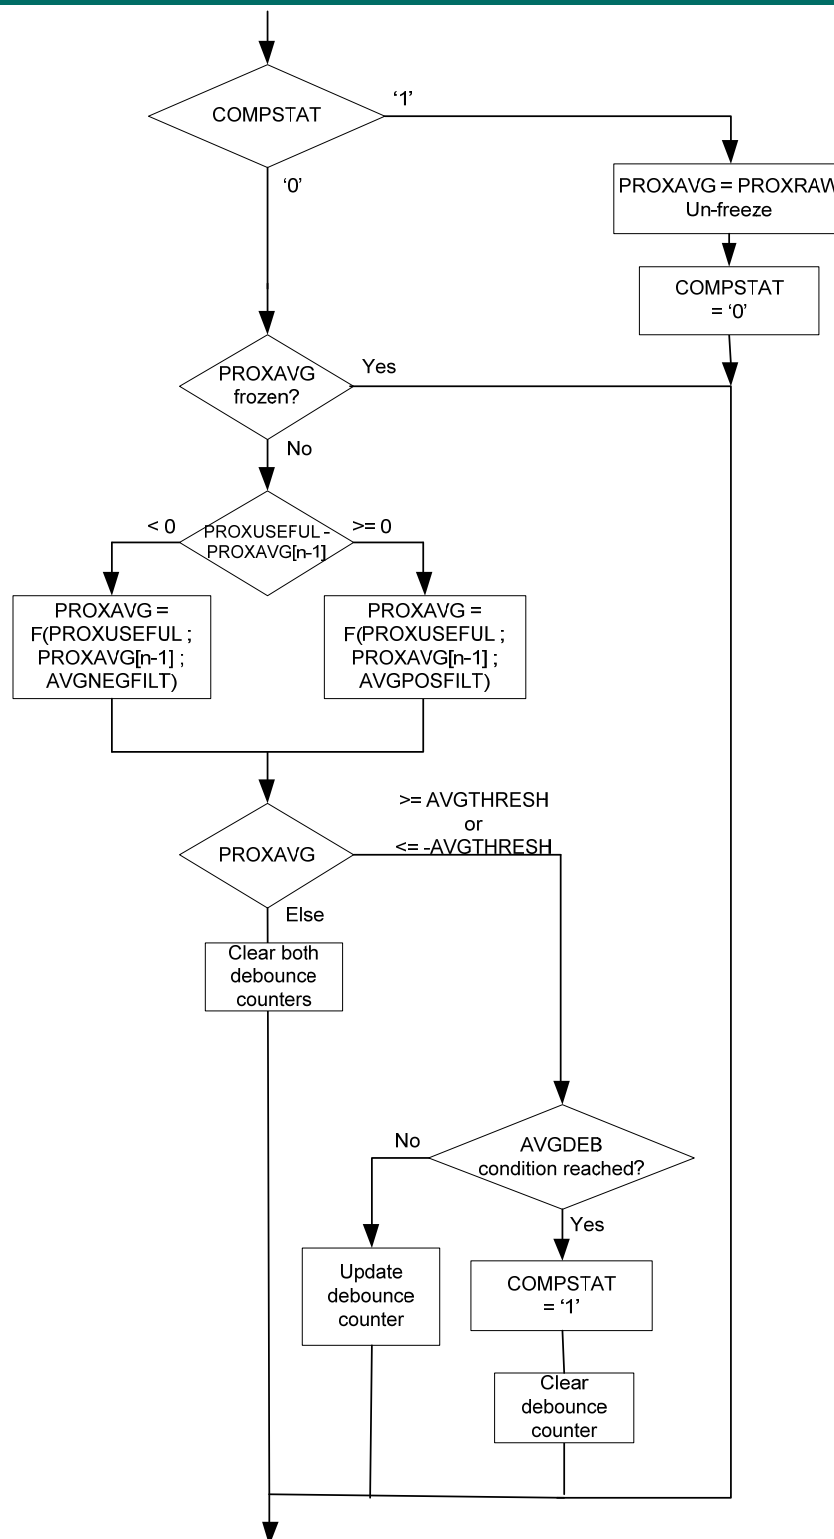 COMPSTAT
'1'
'0'
PROXAVG = PROXRAW
Un-freeze
COMPSTAT
= '0'
PROXAVG
frozen?
Yes
No
PROXUSEFUL -
PROXAVG[n-1]
< 0
>= 0
PROXAVG =
F(PROXUSEFUL ;
PROXAVG[n-1] ;
AVGNEGFILT)
PROXAVG =
F(PROXUSEFUL ;
PROXAVG[n-1] ;
AVGPOSFILT)
PROXAVG
>= AVGTHRESH
or
<= -AVGTHRESH
Else
Clear both
debounce
counters
AVGDEB
condition reached?
No
Yes
Update
debounce
counter
COMPSTAT
= '1'
Clear
debounce
counter